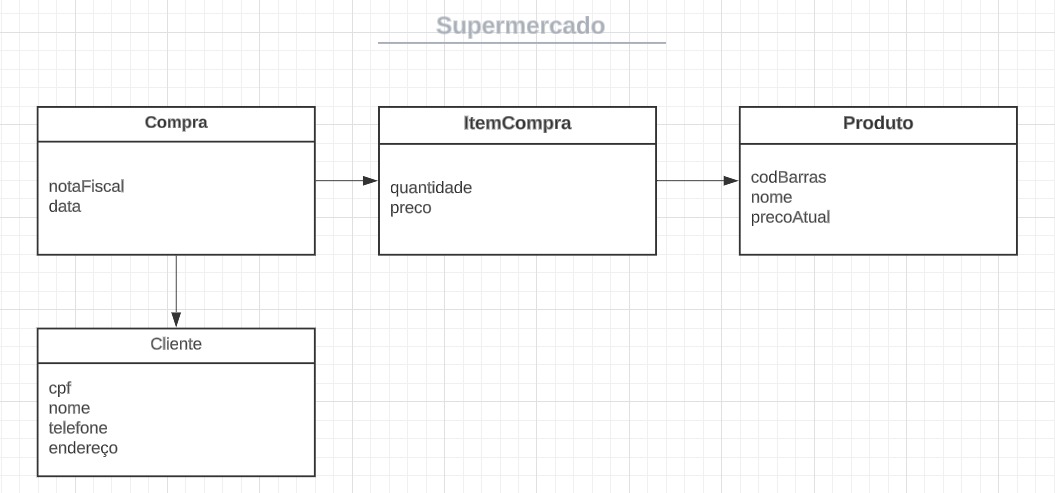 Supermercado
Compra
notaFiscal
data
ItemCompra
quantidade
preco
Produto
codBarras
nome
precoAtual
Cliente
cpf
nome
telefone
endereço